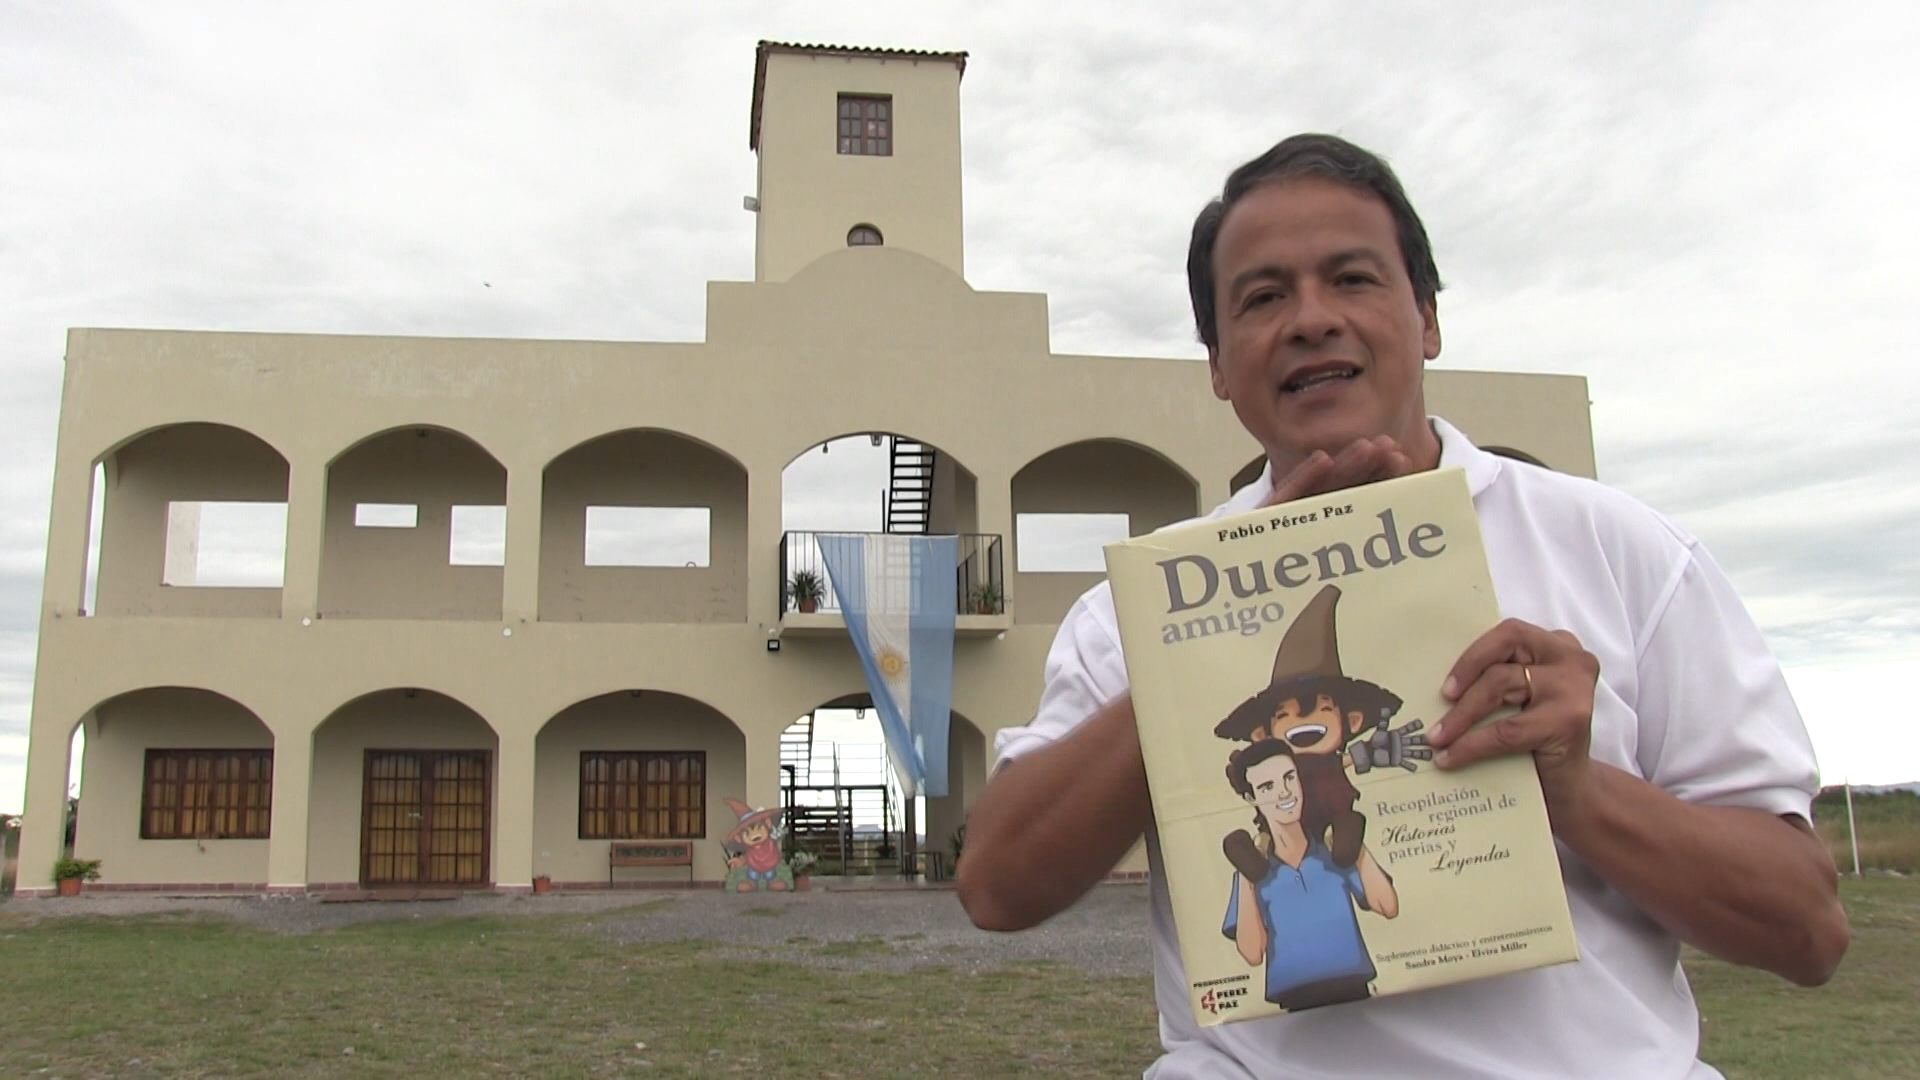 Fabio Pérez Paz
Duende
amigo
Recopilación
regional de
Historias
patrias y
Leyendas
Suplemento didáctico y entretenimientos
Sandra Moya - Elvira Miller
PRODUCCIONES
PEREZ
PAZ